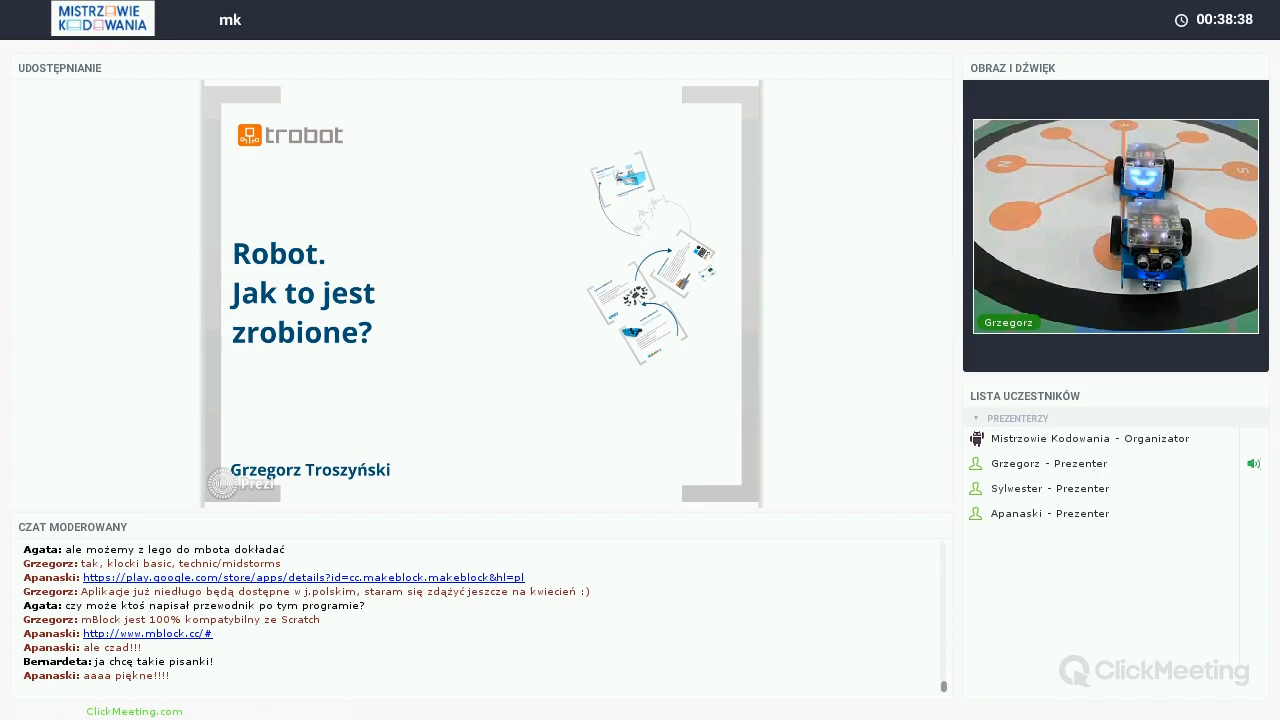 MISTRZOWIE
KODOWANIA
mk
00:38:38
UDOSTĘPNIANIE
trobot
Robot.
Jak to jest
zrobione?
Grzegorz Troszyński
Prezi
OBRAZ I DŹWIĘK
N
S
Grzegorz
LISTA UCZESTNIKÓW
PREZENTERZY
Mistrzowie Kodowania - Organizator
Grzegorz - Prezenter
Sylwester - Prezenter
Apanaski - Prezenter
ClickMeeting
CZAT MODEROWANY
Agata: ale możemy z lego do mbota dokładać
Grzegorz: tak, klocki basic, technic/midstorms
Apanaski: https://play.google.com/store/apps/details?id=cc.makeblock.makeblock&hl=pl
Grzegorz: Aplikacje już niedługo będą dostępne w j.polskim, staram się zdążyć jeszcze na kwiecień :)
Agata: czy może ktoś napisał przewodnik po tym programie?
Grzegorz: mBlock jest 100% kompatybilny ze Scratch
Apanaski: http://www.mblock.cc/#
Apanaski: ale czad!!!
Bernardeta: ja chcę takie pisanki!
Apanaski: aaaa piękne!!!!
ClickMeeting.com